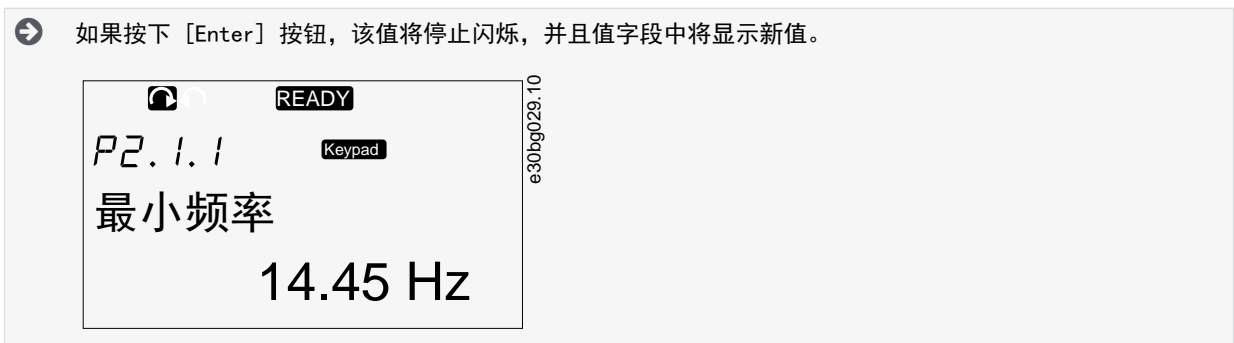 如果按下 [Enter] 按钮，该值将停止闪烁，并且值字段中将显示新值。
READY
P2.1.1 Keypad
最小频率
14.45 Hz
e30bg029.10